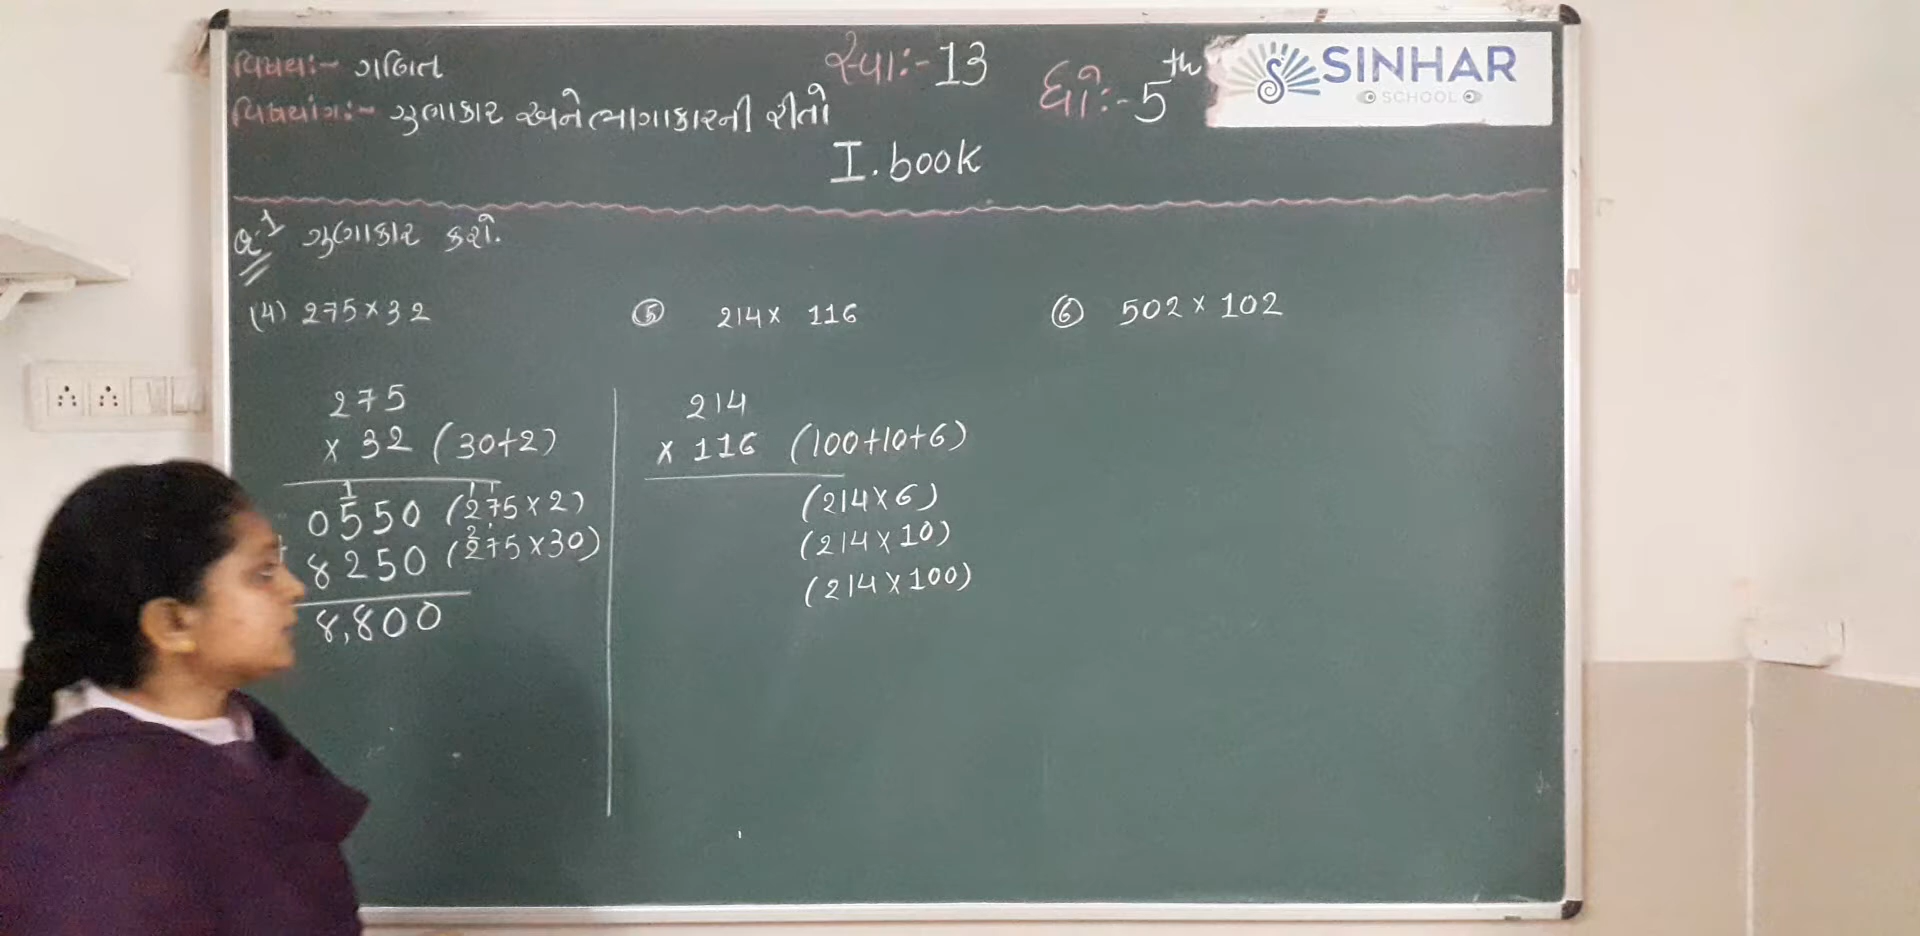 વિષય:- ગણિત
સ્વા:- 13
ધો:- 5th
SINHAR
SCHOOL
વિષયાંગ:- ગુણાકાર અને ભાગાકારની રીતો
I. book
Q-1 ગુણાકાર કરો.
(4) 275 × 32
⑤ 214 × 116
⑥ 502 × 102
275
× 32 (30+2)
1
0550 (275 × 2)
+ 8250 (275 × 30)
8,800
214
× 116 (100+10+6)
(214 × 6)
(214 × 10)
(214 × 100)